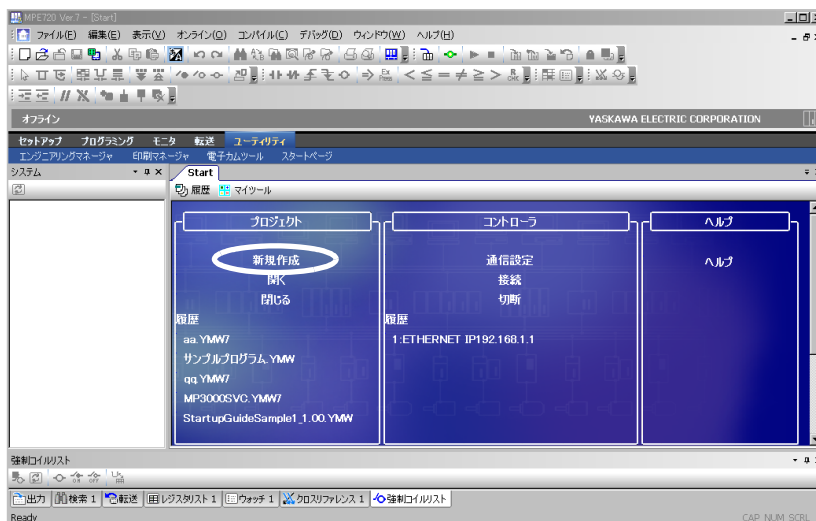 MPE720 Ver.7 - [Start]
ファイル(F) 編集(E) 表示(V) オンライン(O) コンパイル(C) デバッグ(D) ウィンドウ(W) ヘルプ(H)
オフライン YASKAWA ELECTRIC CORPORATION
セットアップ プログラミング モニタ 転送 ユーティリティ
エンジニアリングマネージャ 印刷マネージャ 電子カムツール スタートページ
システム
Start
履歴 マイツール
プロジェクト
新規作成
開く
閉じる
履歴
aa.YMW7
サンプルプログラム.YMW
qq.YMW7
MP3000SVC.YMW7
StartupGuideSample1_1.00.YMW
コントローラ
通信設定
接続
切断
履歴
1:ETHERNET IP192.168.1.1
ヘルプ
ヘルプ
強制コイルリスト
出力 検索 1 転送 レジスタリスト 1 ウォッチ 1 クロスリファレンス 1 強制コイルリスト
Ready CAP NUM SCRL